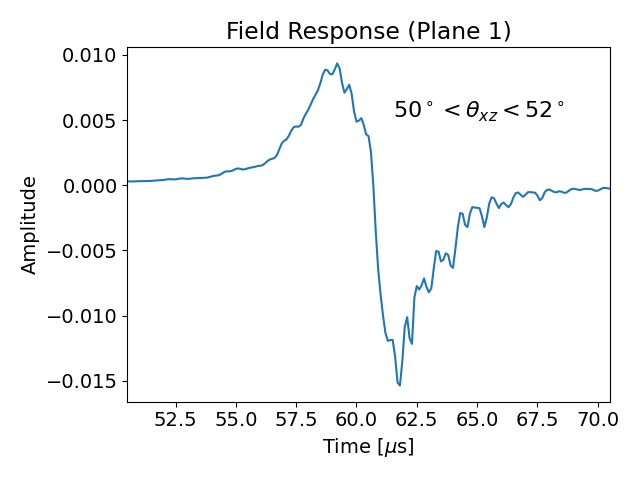 Field Response (Plane 1)
0.010
0.005
0.000
−0.005
−0.010
−0.015
Amplitude
50° < θxz < 52°
52.5 55.0 57.5 60.0 62.5 65.0 67.5 70.0
Time [μs]